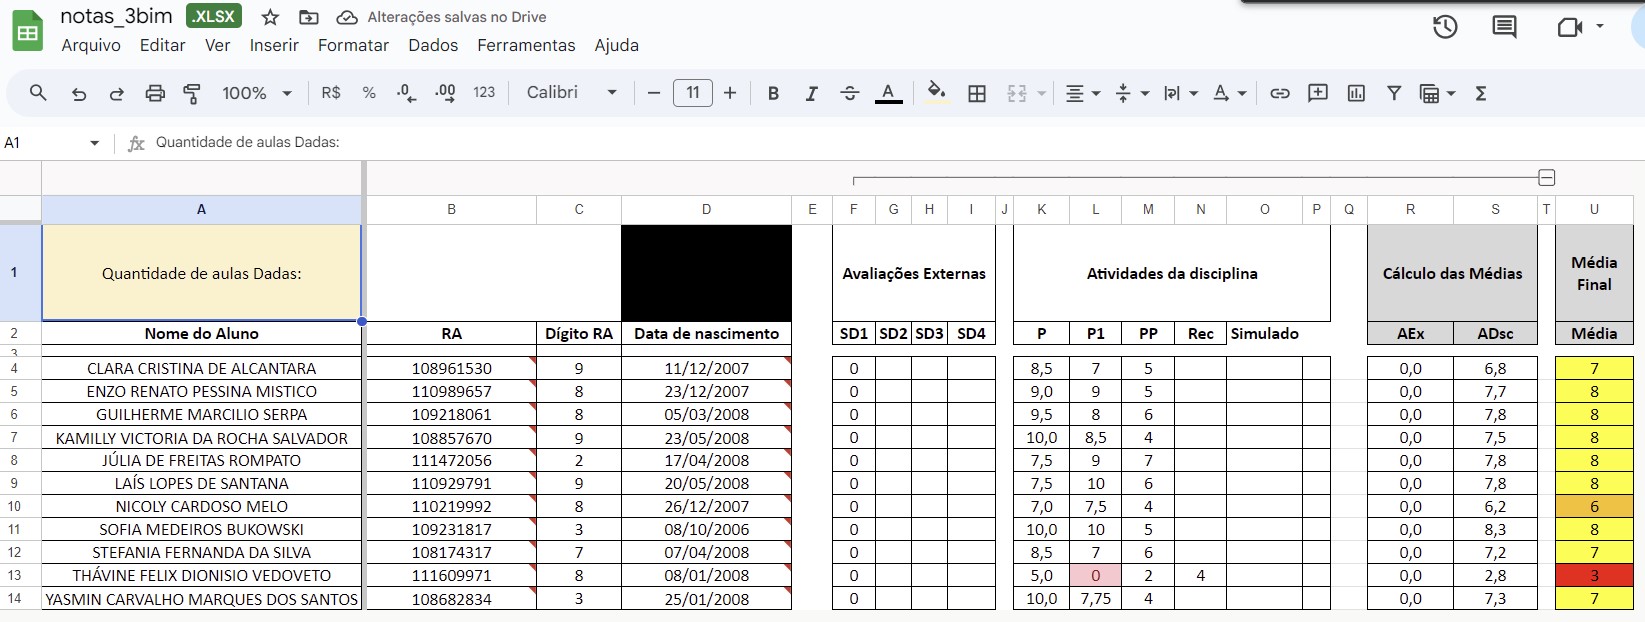 notas_3bim .XLSX Alterações salvas no Drive
Arquivo Editar Ver Inserir Formatar Dados Ferramentas Ajuda
100% R$ % .0 .00 123 Calibri 11 B I S A A Σ
A1 fx Quantidade de aulas Dadas:
A B C D E F G H I J K L M N O P Q R S T U
1 Quantidade de aulas Dadas: Avaliações Externas Atividades da disciplina Cálculo das Médias Média Final
2 Nome do Aluno RA Dígito RA Data de nascimento SD1 SD2 SD3 SD4 P P1 PP Rec Simulado AEx ADsc Média
3
4 CLARA CRISTINA DE ALCANTARA 108961530 9 11/12/2007 0 8,5 7 5 0,0 6,8 7
5 ENZO RENATO PESSINA MISTICO 110989657 8 23/12/2007 0 9,0 9 5 0,0 7,7 8
6 GUILHERME MARCILIO SERPA 109218061 8 05/03/2008 0 9,5 8 6 0,0 7,8 8
7 KAMILLY VICTORIA DA ROCHA SALVADOR 108857670 9 23/05/2008 0 10,0 8,5 4 0,0 7,5 8
8 JÚLIA DE FREITAS ROMPATO 111472056 2 17/04/2008 0 7,5 9 7 0,0 7,8 8
9 LAÍS LOPES DE SANTANA 110929791 9 20/05/2008 0 7,5 10 6 0,0 7,8 8
10 NICOLY CARDOSO MELO 110219992 8 26/12/2007 0 7,0 7,5 4 0,0 6,2 6
11 SOFIA MEDEIROS BUKOWSKI 109231817 3 08/10/2006 0 10,0 10 5 0,0 8,3 8
12 STEFANIA FERNANDA DA SILVA 108174317 7 07/04/2008 0 8,5 7 6 0,0 7,2 7
13 THÁVINE FELIX DIONISIO VEDOVETO 111609971 8 08/01/2008 0 5,0 0 2 4 0,0 2,8 3
14 YASMIN CARVALHO MARQUES DOS SANTOS 108682834 3 25/01/2008 0 10,0 7,75 4 0,0 7,3 7